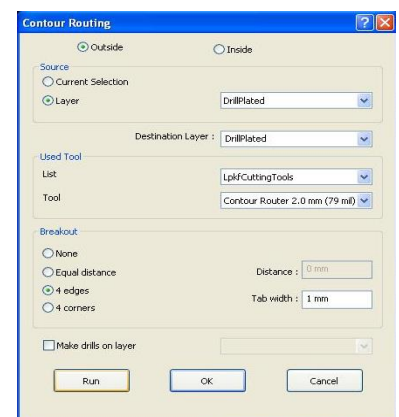 Contour Routing
Outside Inside
Source
Current Selection
Layer DrillPlated
Destination Layer : DrillPlated
Used Tool
List LpkfCuttingTools
Tool Contour Router 2.0 mm (79 mil)
Breakout
None
Equal distance Distance : 0 mm
4 edges Tab width : 1 mm
4 corners
Make drills on layer
Run OK Cancel